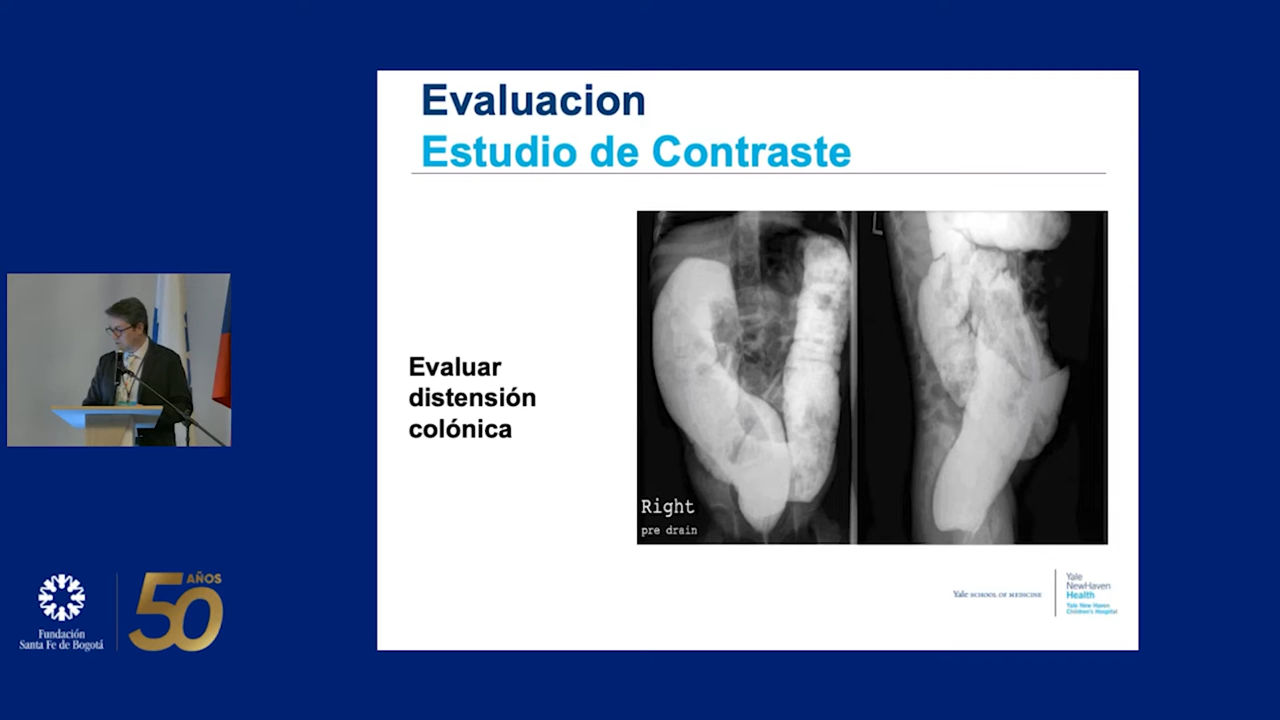 Evaluacion
Estudio de Contraste
Evaluar
distensión
colónica
Right
pre drain
Yale SCHOOL OF MEDICINE
Yale
NewHaven
Health
Yale New Haven
Children's Hospital
Fundación
Santa Fe de Bogotá
50 AÑOS